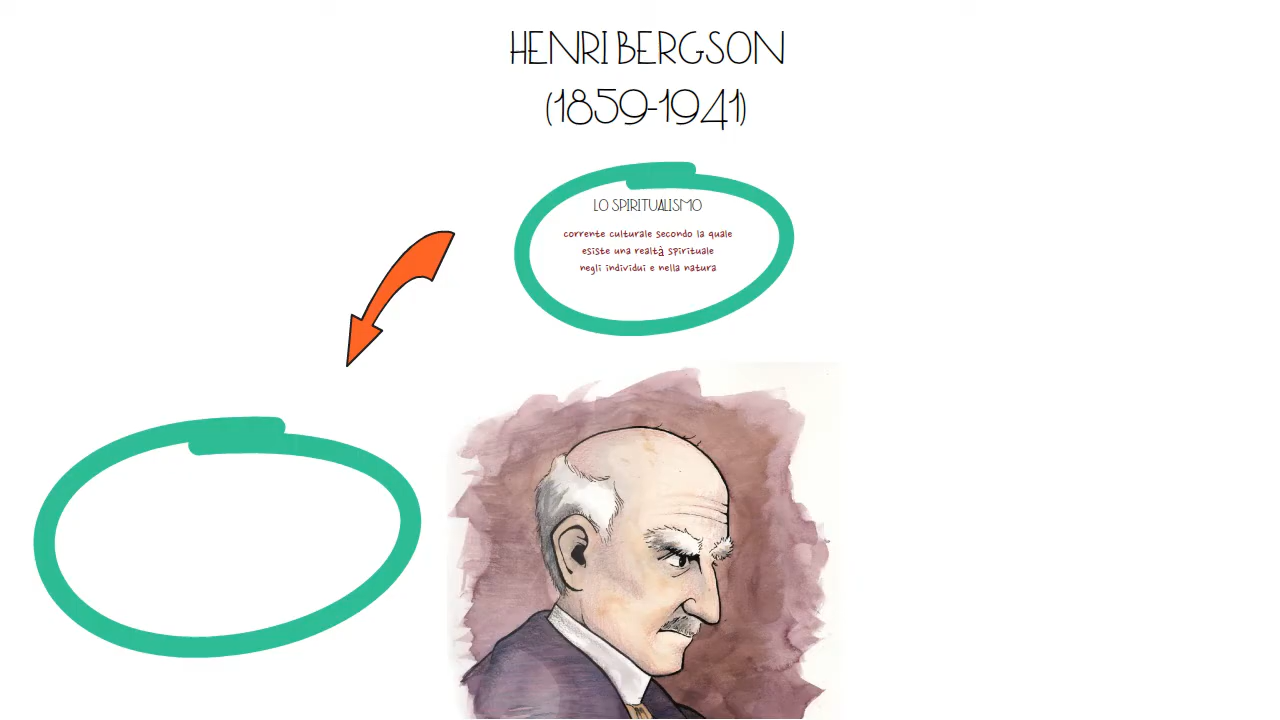 HENRI BERGSON
(1859-1941)
LO SPIRITUALISMO
corrente culturale secondo la quale
esiste una realtà spirituale
negli individui e nella natura